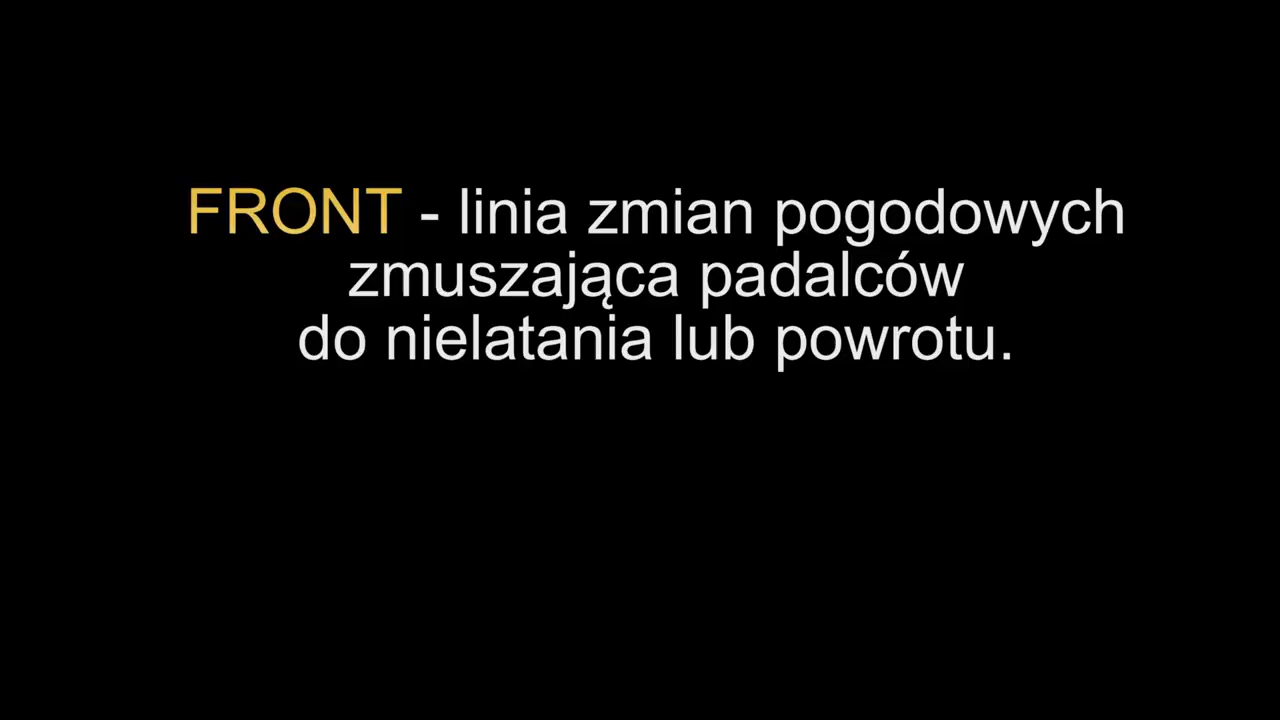 FRONT - linia zmian pogodowych
zmuszająca padalców
do nielatania lub powrotu.